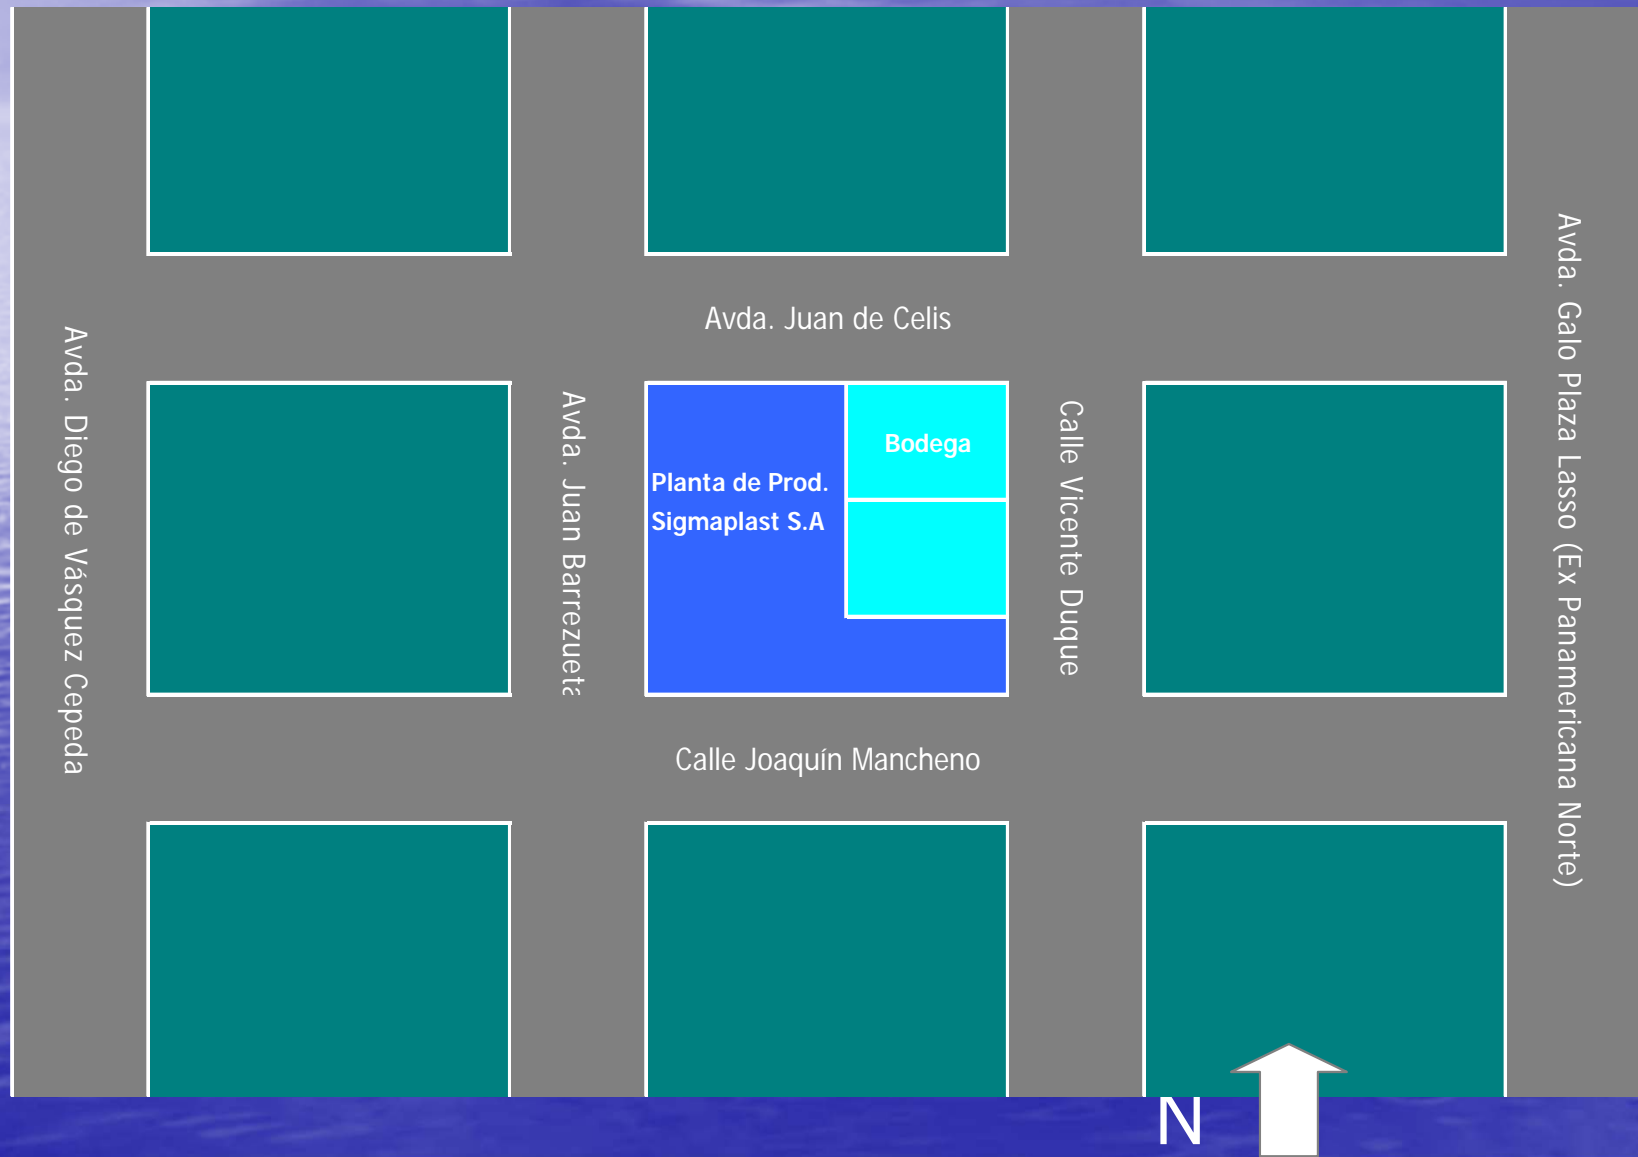 Avda. Juan de Celis
Avda. Diego de Vásquez Cepeda
Avda. Juan Barrezueta
Planta de Prod.
Sigmaplast S.A
Bodega
Calle Vicente Duque
Avda. Galo Plaza Lasso (Ex Panamericana Norte)
Calle Joaquín Mancheno
N